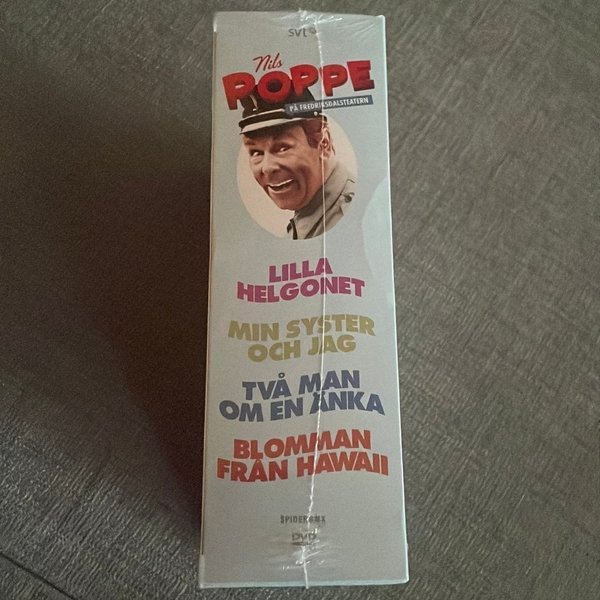 svt
Nils
POPPE
PÅ FREDRIKSDALSTEATERN
LILLA
HELGONET
MIN SYSTER
OCH JAG
TVÅ MAN
OM EN ÄNKA
BLOMMAN
FRÅN HAWAII
SPIDERBOX
DVD